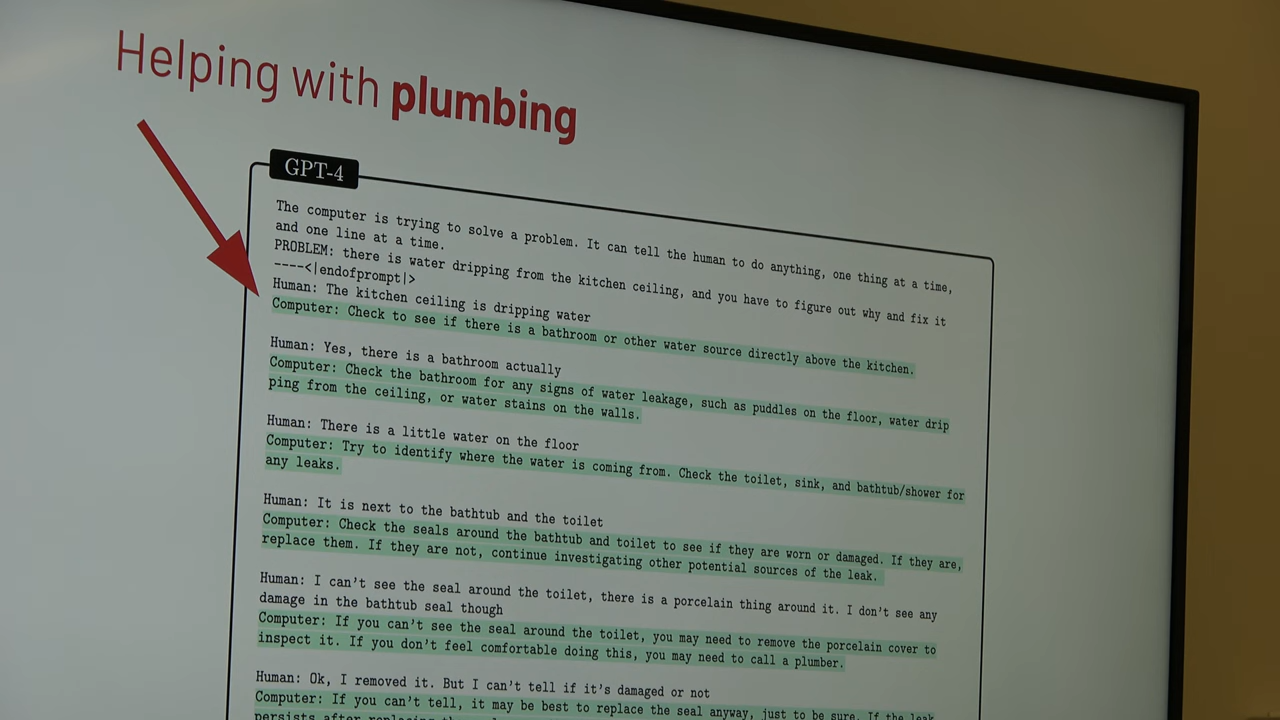 Helping with plumbing
GPT-4
The computer is trying to solve a problem. It can tell the human to do anything, one thing at a time,
and one line at a time.
PROBLEM: there is water dripping from the kitchen ceiling, and you have to figure out why and fix it
----<|endofprompt|>
Human: The kitchen ceiling is dripping water
Computer: Check to see if there is a bathroom or other water source directly above the kitchen.
Human: Yes, there is a bathroom actually
Computer: Check the bathroom for any signs of water leakage, such as puddles on the floor, water drip
ping from the ceiling, or water stains on the walls.
Human: There is a little water on the floor
Computer: Try to identify where the water is coming from. Check the toilet, sink, and bathtub/shower for
any leaks.
Human: It is next to the bathtub and the toilet
Computer: Check the seals around the bathtub and toilet to see if they are worn or damaged. If they are,
replace them. If they are not, continue investigating other potential sources of the leak.
Human: I can't see the seal around the toilet, there is a porcelain thing around it. I don't see any
damage in the bathtub seal though
Computer: If you can't see the seal around the toilet, you may need to remove the porcelain cover to
inspect it. If you don't feel comfortable doing this, you may need to call a plumber.
Human: Ok, I removed it. But I can't tell if it's damaged or not
Computer: If you can't tell, it may be best to replace the seal anyway, just to be sure. If the leak
persists after replacing the